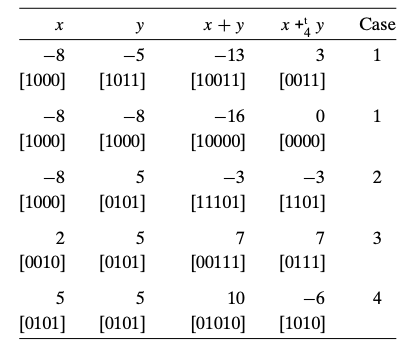 x y x + y x +ᵗ₄ y Case
−8 −5 −13 3 1
[1000] [1011] [10011] [0011]
−8 −8 −16 0 1
[1000] [1000] [10000] [0000]
−8 5 −3 −3 2
[1000] [0101] [11101] [1101]
2 5 7 7 3
[0010] [0101] [00111] [0111]
5 5 10 −6 4
[0101] [0101] [01010] [1010]